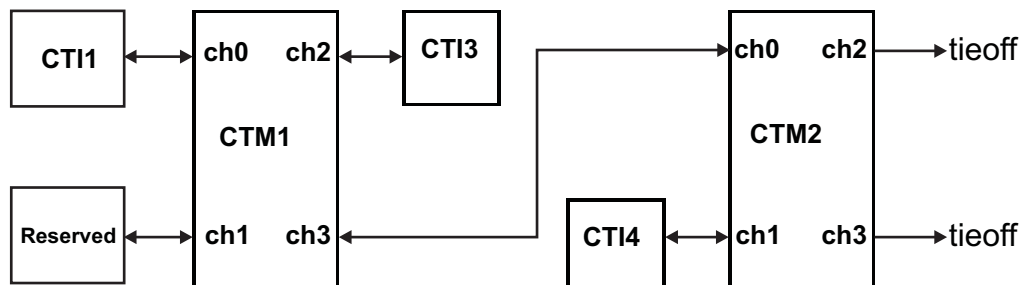 CTI1
ch0
ch2
CTI3
CTM1
Reserved
ch1
ch3
ch0
ch2
tieoff
CTM2
CTI4
ch1
ch3
tieoff